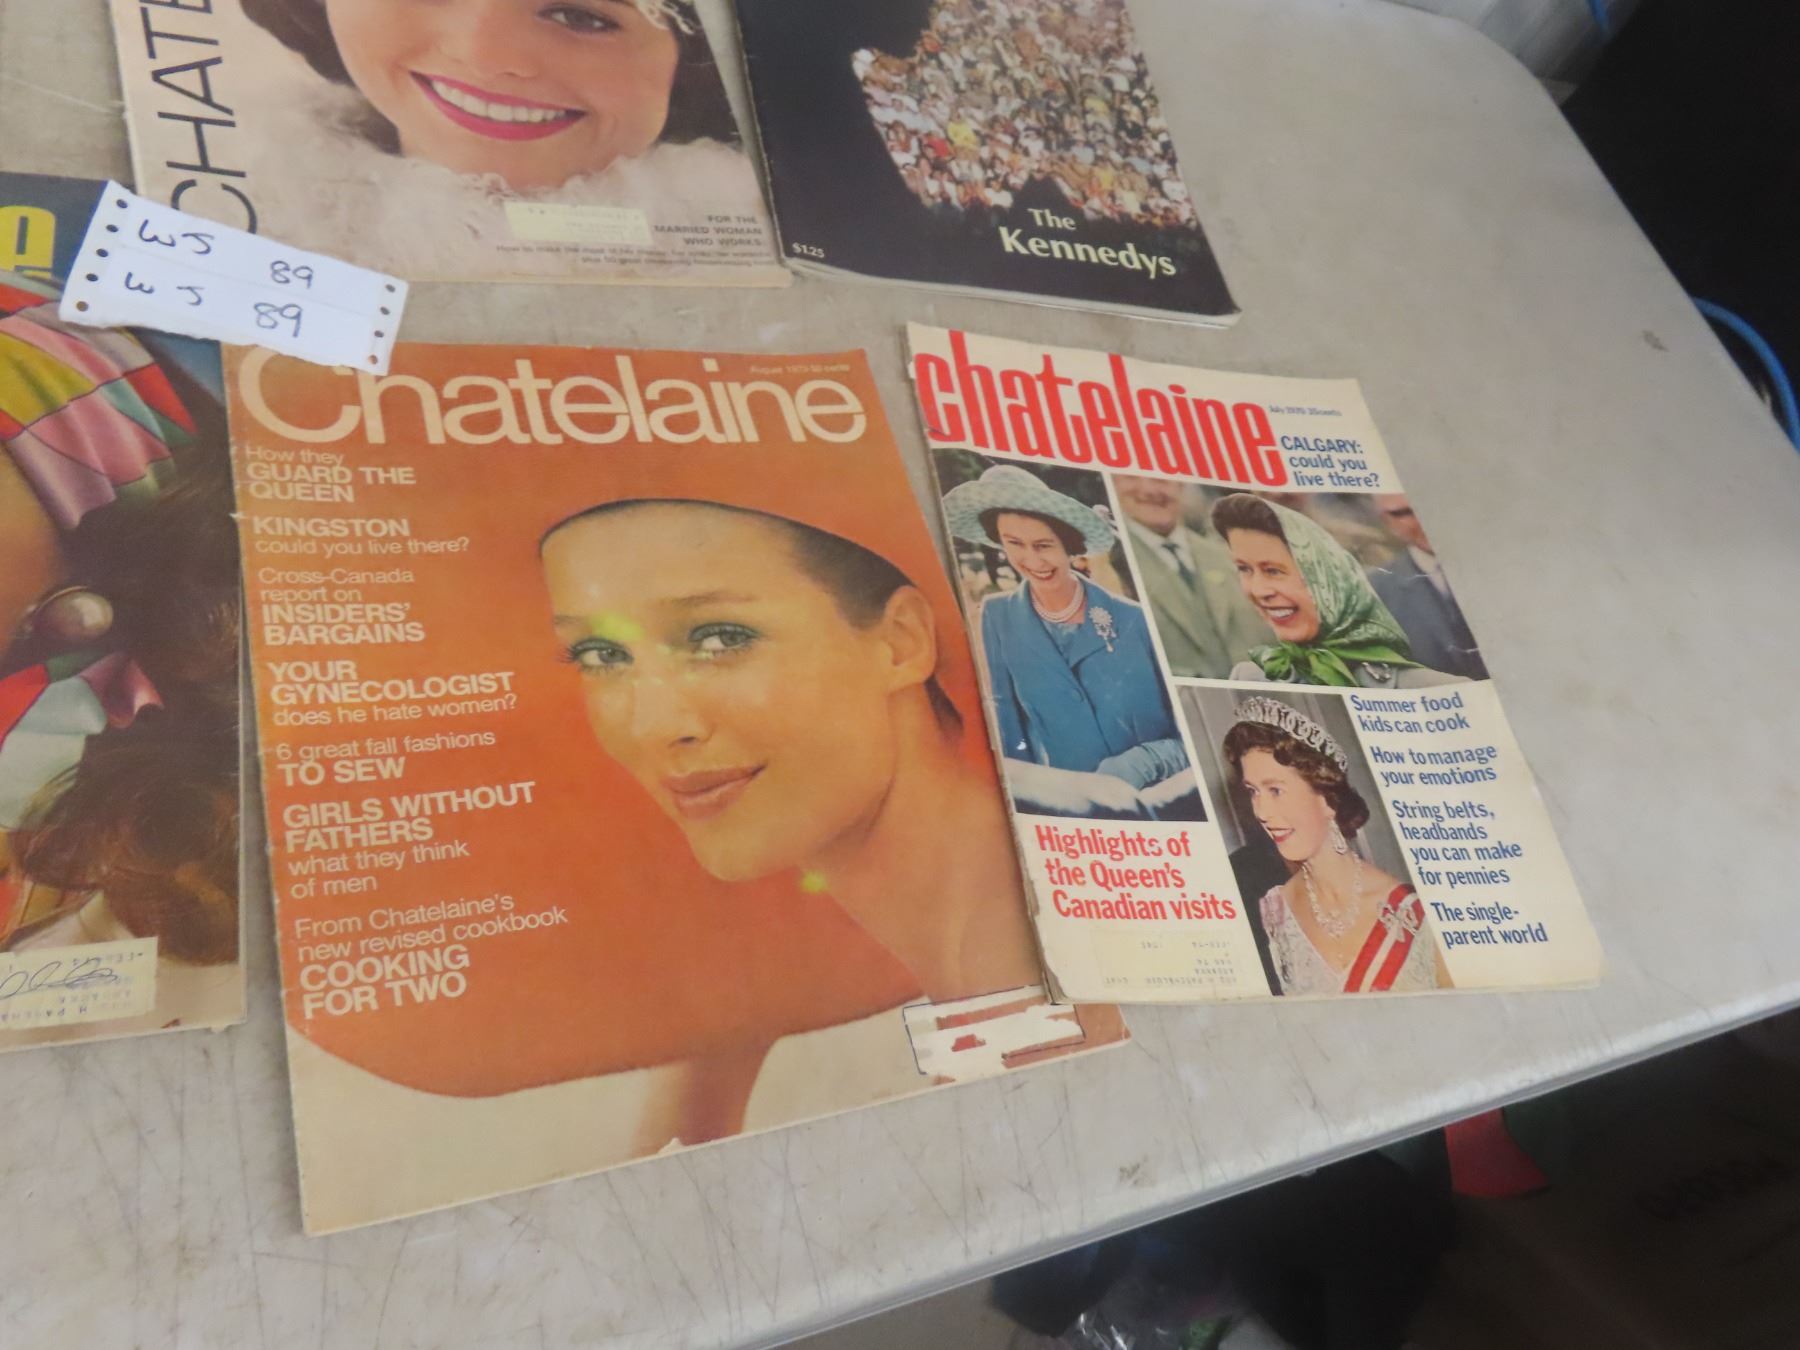 CHATE
FOR THE
MARRIED WOMAN
WHO WORKS
The
Kennedys
$1.25
e
WJ 89
WJ 89
Chatelaine
How they
GUARD THE
QUEEN
KINGSTON
could you live there?
Cross-Canada
report on
INSIDERS'
BARGAINS
YOUR
GYNECOLOGIST
does he hate women?
6 great fall fashions
TO SEW
GIRLS WITHOUT
FATHERS
what they think
of men
From Chatelaine's
new revised cookbook
COOKING
FOR TWO
chatelaine
July 1970 35 cents
CALGARY:
could you
live there?
Summer food
kids can cook
How to manage
your emotions
String belts,
headbands
you can make
for pennies
The single-
parent world
Highlights of
the Queen's
Canadian visits